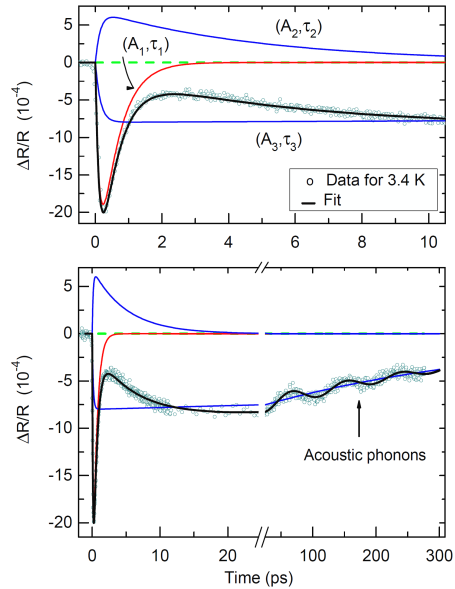 5
0
-5
-10
-15
-20
ΔR/R (10⁻⁴)
(A₂,τ₂)
(A₁,τ₁)
(A₃,τ₃)
Data for 3.4 K
Fit
0 2 4 6 8 10
5
0
-5
-10
-15
-20
ΔR/R (10⁻⁴)
Acoustic phonons
0 10 20 100 200 300
Time (ps)